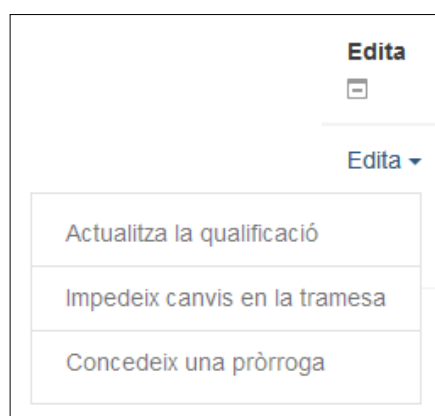 Edita
Edita
Actualitza la qualificació
Impedeix canvis en la tramesa
Concedeix una pròrroga